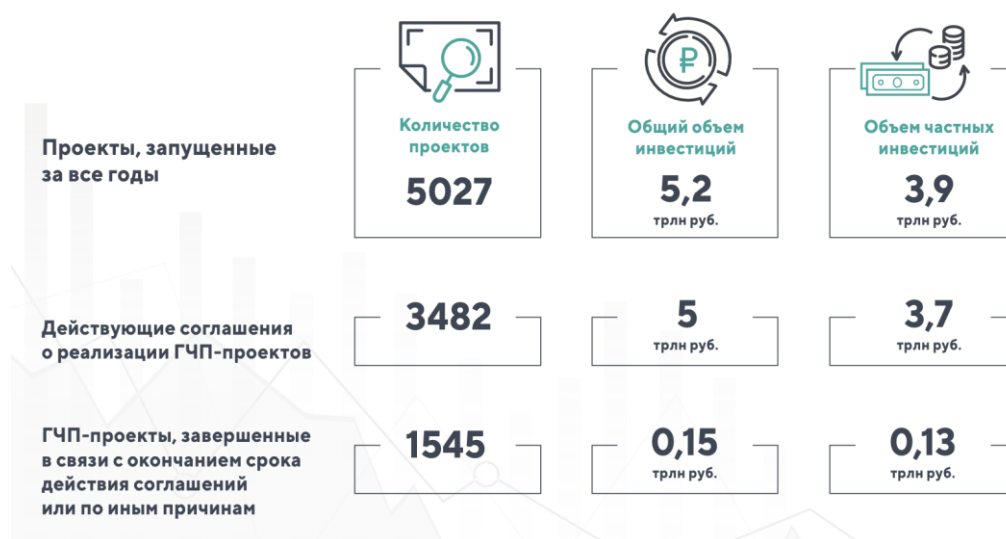 Количество
проектов
Общий объем
инвестиций
Объем частных
инвестиций
Проекты, запущенные
за все годы
5027
5,2
трлн руб.
3,9
трлн руб.
Действующие соглашения
о реализации ГЧП-проектов
3482
5
трлн руб.
3,7
трлн руб.
ГЧП-проекты, завершенные
в связи с окончанием срока
действия соглашений
или по иным причинам
1545
0,15
трлн руб.
0,13
трлн руб.